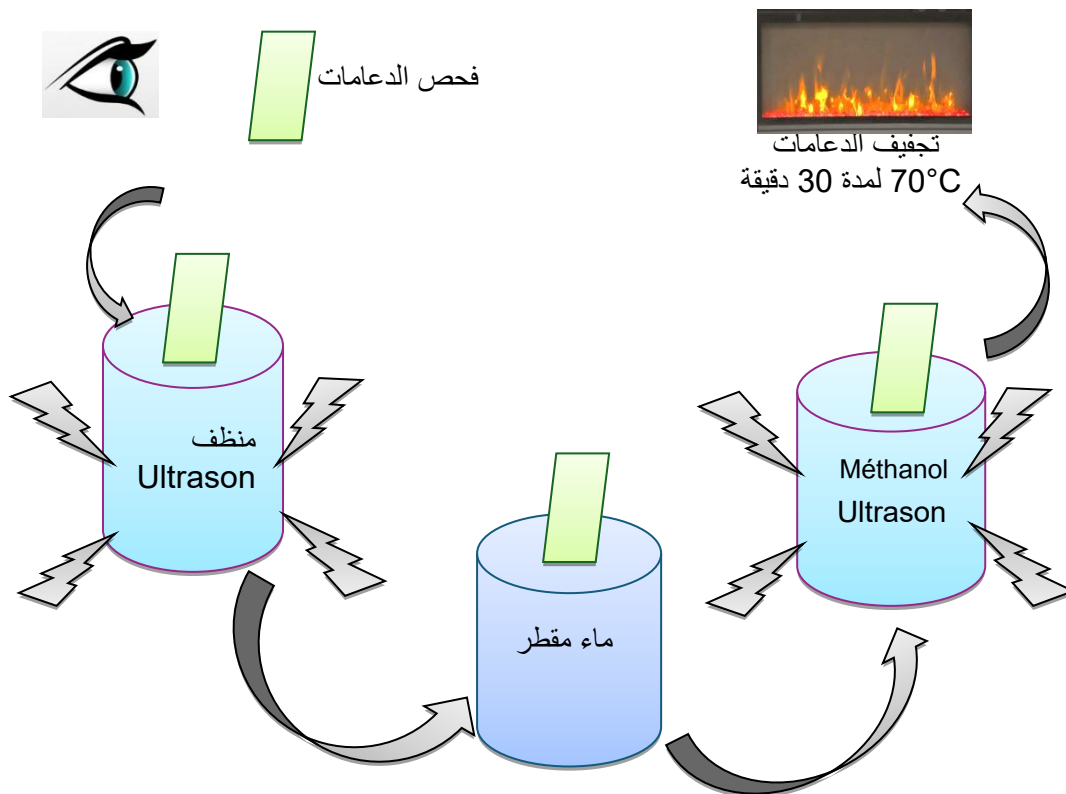 فحص الدعامات
تجفيف الدعامات
70°C لمدة 30 دقيقة
منظف
Ultrason
ماء مقطر
Méthanol
Ultrason